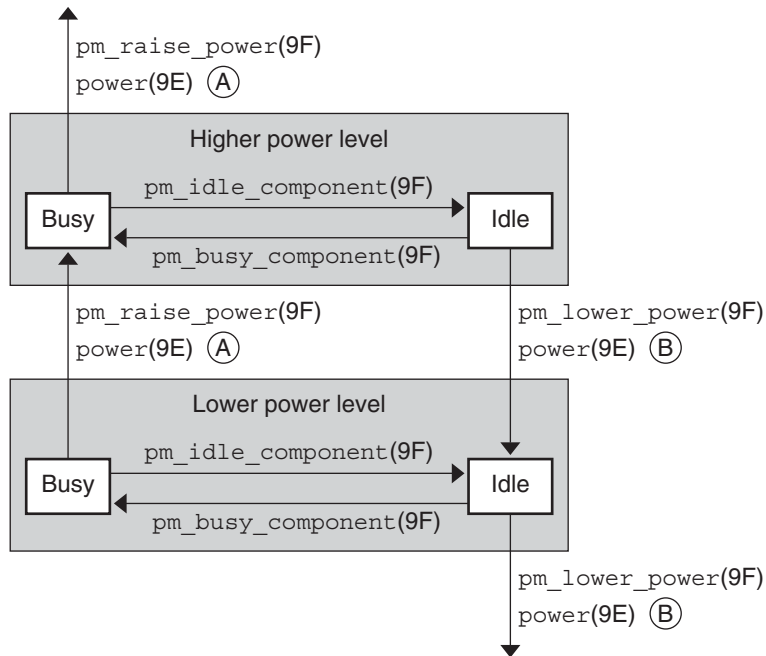 pm_raise_power(9F)
power(9E) A
Higher power level
pm_idle_component(9F)
Busy
Idle
pm_busy_component(9F)
pm_raise_power(9F)
pm_lower_power(9F)
power(9E) A
power(9E) B
Lower power level
pm_idle_component(9F)
Busy
Idle
pm_busy_component(9F)
pm_lower_power(9F)
power(9E) B